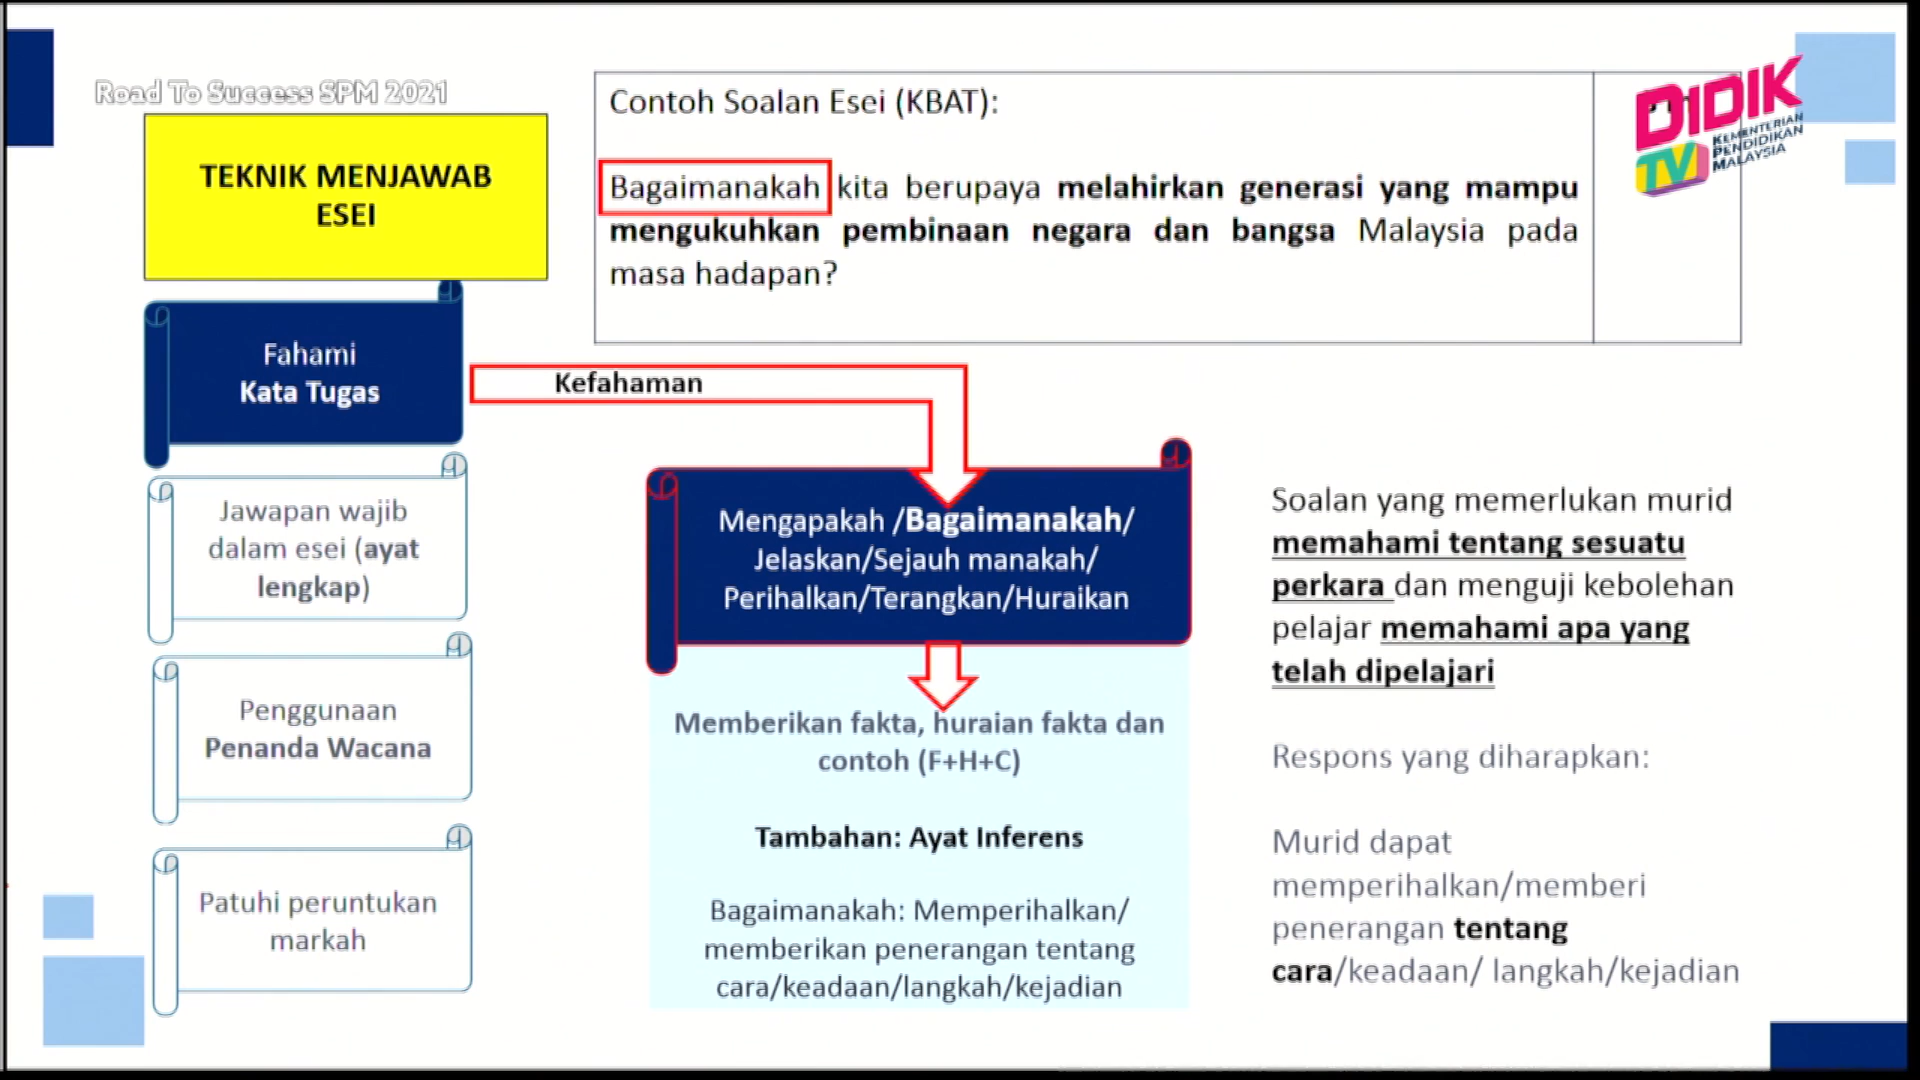 Road To Success SPM 2021
TEKNIK MENJAWAB
ESEI
Contoh Soalan Esei (KBAT):
Bagaimanakah kita berupaya melahirkan generasi yang mampu
mengukuhkan pembinaan negara dan bangsa Malaysia pada
masa hadapan?
DIDIK
TV
KEMENTERIAN
PENDIDIKAN
MALAYSIA
Fahami
Kata Tugas
Kefahaman
Jawapan wajib
dalam esei (ayat
lengkap)
Penggunaan
Penanda Wacana
Patuhi peruntukan
markah
Mengapakah /Bagaimanakah/
Jelaskan/Sejauh manakah/
Perihalkan/Terangkan/Huraikan
Memberikan fakta, huraian fakta dan
contoh (F+H+C)
Tambahan: Ayat Inferens
Bagaimanakah: Memperihalkan/
memberikan penerangan tentang
cara/keadaan/langkah/kejadian
Soalan yang memerlukan murid
memahami tentang sesuatu
perkara dan menguji kebolehan
pelajar memahami apa yang
telah dipelajari
Respons yang diharapkan:
Murid dapat
memperihalkan/memberi
penerangan tentang
cara/keadaan/ langkah/kejadian